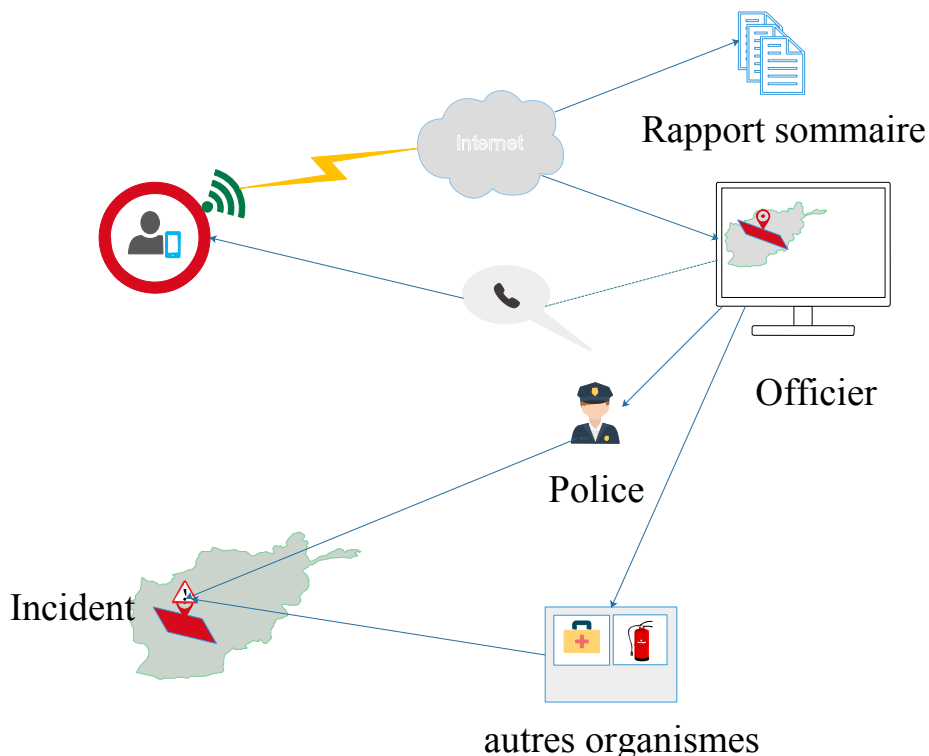 Internet
Rapport sommaire
Officier
Police
Incident
autres organismes